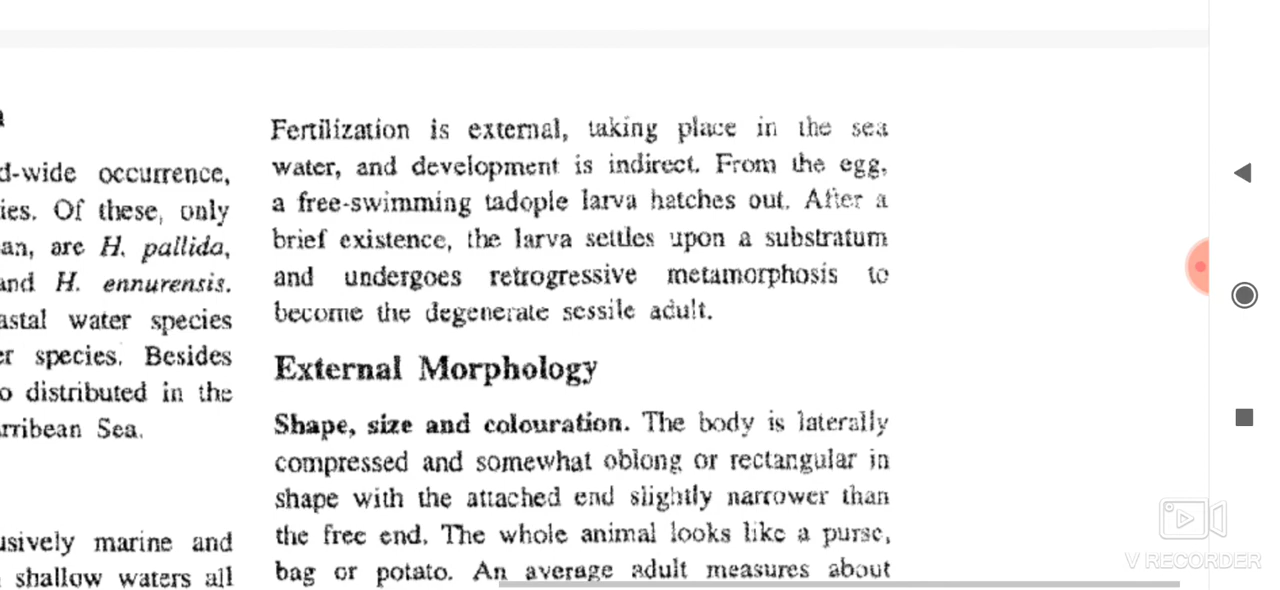 d-wide occurrence,
ies. Of these, only
an, are H. pallida,
and H. ennurensis.
astal water species
er species. Besides
o distributed in the
arribean Sea.
usively marine and
shallow waters all
Fertilization is external, taking place in the sea
water, and development is indirect. From the egg,
a free-swimming tadople larva hatches out. After a
brief existence, the larva settles upon a substratum
and undergoes retrogressive metamorphosis to
become the degenerate sessile adult.
External Morphology
Shape, size and colouration. The body is laterally
compressed and somewhat oblong or rectangular in
shape with the attached end slightly narrower than
the free end. The whole animal looks like a purse,
bag or potato. An average adult measures about
V RECORDER